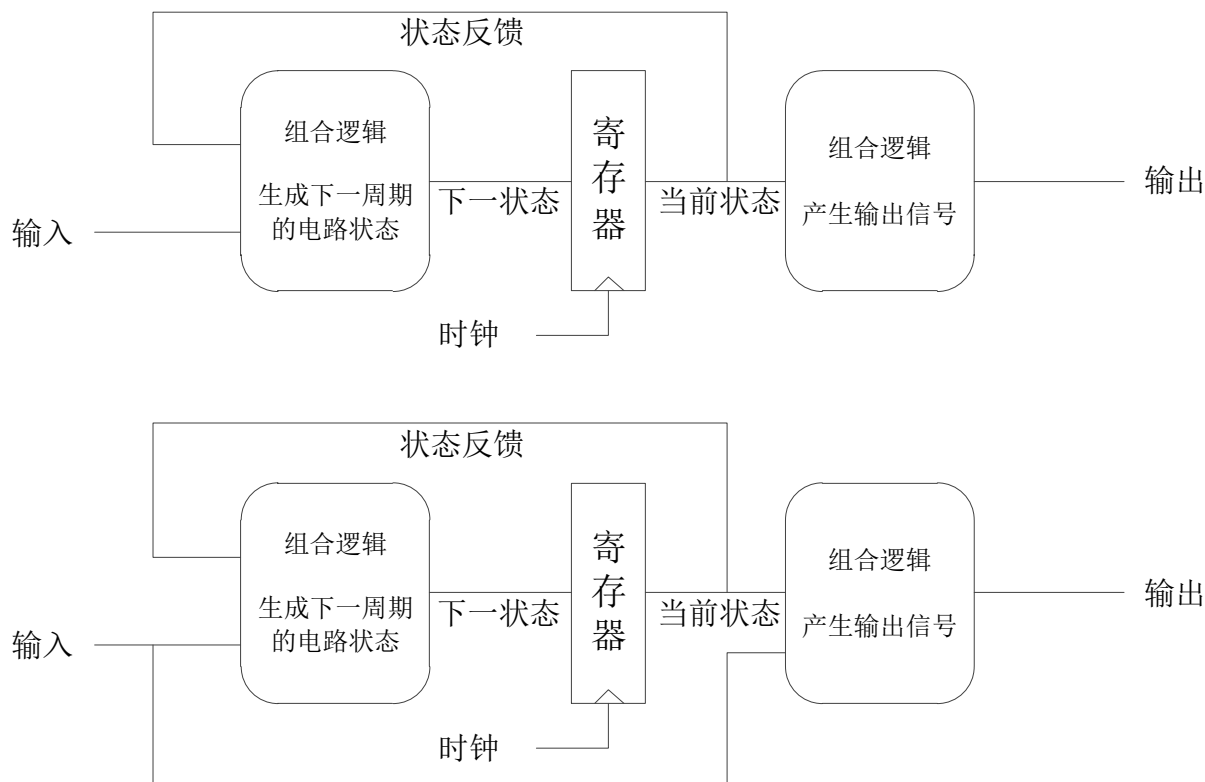 状态反馈
组合逻辑
生成下一周期
的电路状态
输入
下一状态
寄存器
当前状态
组合逻辑
产生输出信号
输出
时钟
状态反馈
组合逻辑
生成下一周期
的电路状态
输入
下一状态
寄存器
当前状态
组合逻辑
产生输出信号
输出
时钟